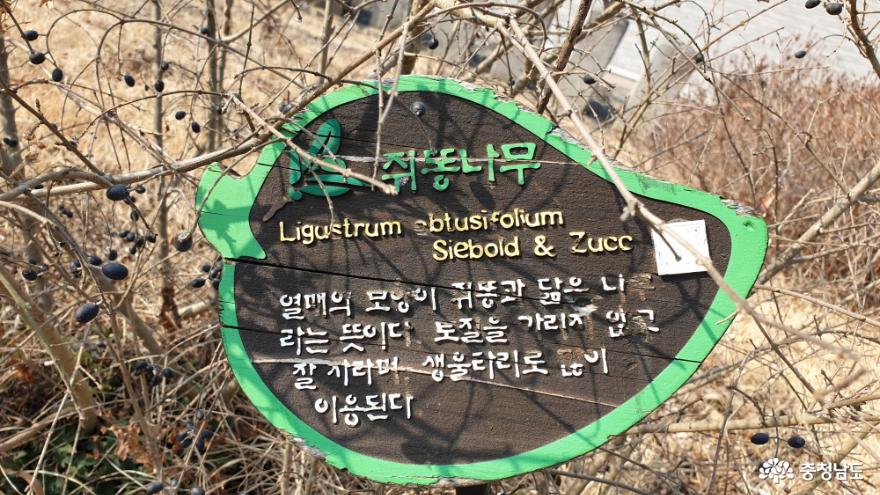 쥐똥나무
Ligustrum obtusifolium
Siebold & Zucc
열매의 모양이 쥐똥과 닮은 나
라는 뜻이다. 토질을 가리지 않고
잘 자라며 생울타리로 많이
이용된다
충청남도